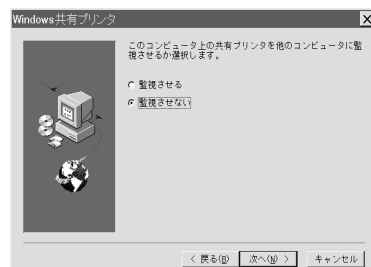 Windows共有プリンタ
このコンピュータ上の共有プリンタを他のコンピュータに監
視させるか選択します。
監視させる
監視させない
< 戻る(B)
次へ(N) >
キャンセル